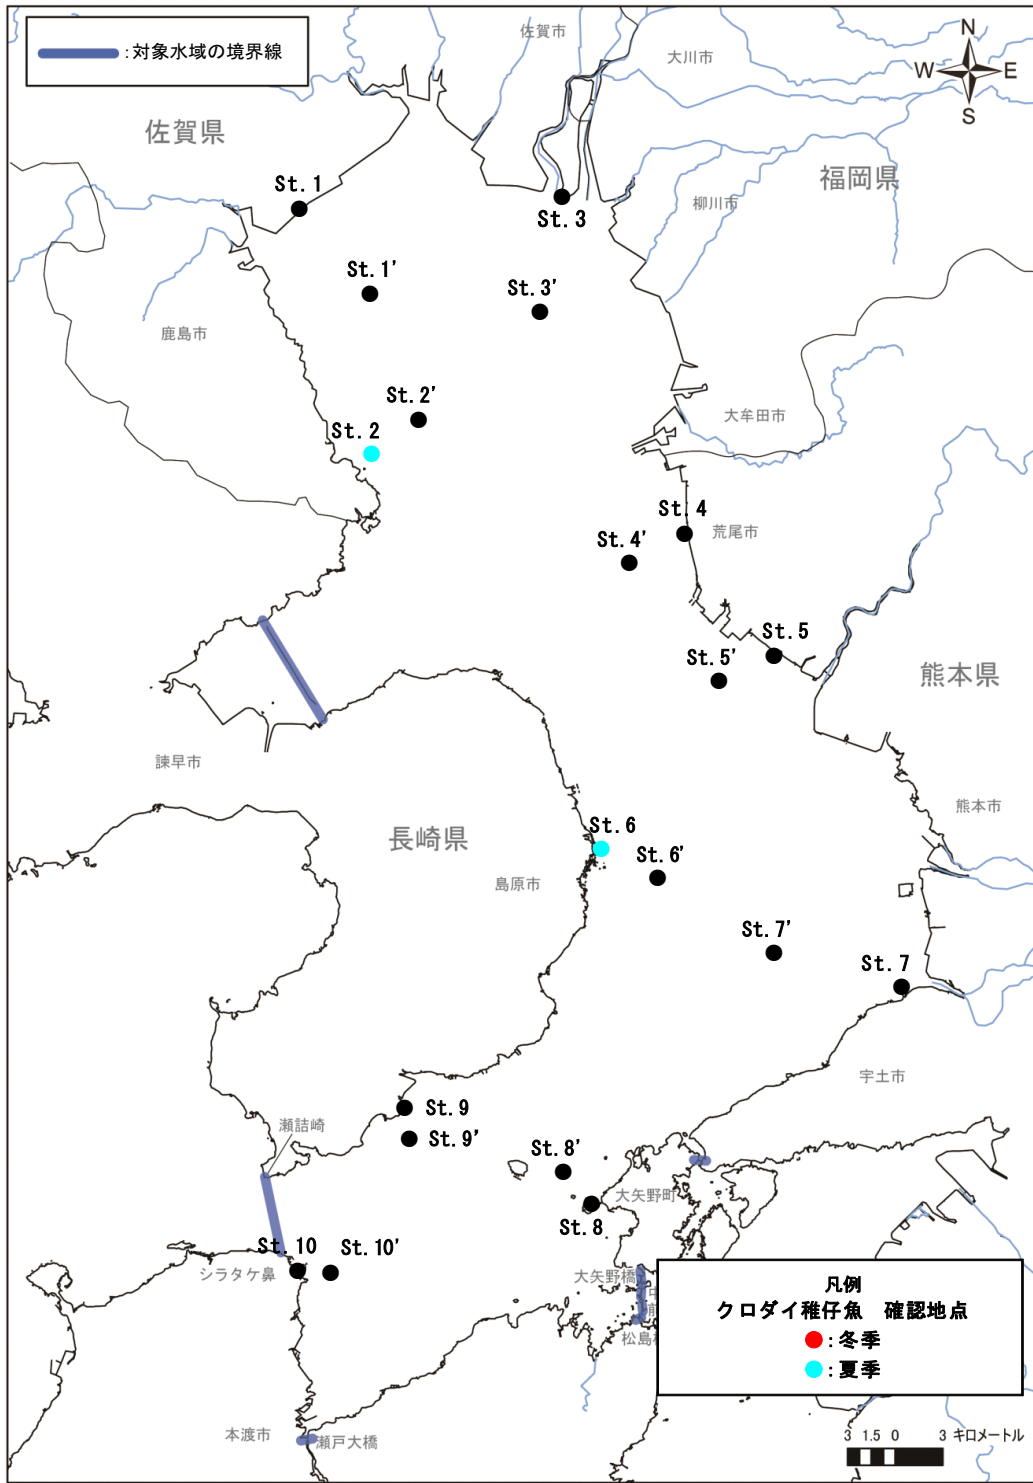 :対象水域の境界線
佐賀市
大川市
N
W
E
S
佐賀県
福岡県
柳川市
St. 1
St. 3
St. 1'
St. 3'
鹿島市
St. 2'
St. 2
大牟田市
St. 4
荒尾市
St. 4'
St. 5
St. 5'
熊本県
諫早市
熊本市
長崎県
St. 6
St. 6'
島原市
St. 7'
St. 7
宇土市
St. 9
瀬詰崎
St. 9'
St. 8'
大矢野町
St. 8
St. 10
St. 10'
シラタケ鼻
大矢野橋
松島
凡例
クロダイ稚仔魚 確認地点
:冬季
:夏季
本渡市
瀬戸大橋
3 1.5 0 3 キロメートル